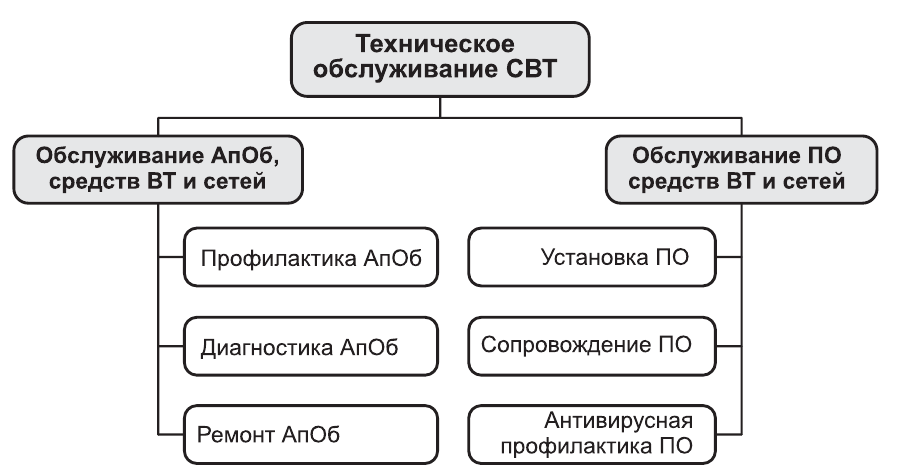 Техническое
обслуживание СВТ
Обслуживание АпОб,
средств ВТ и сетей
Обслуживание ПО
средств ВТ и сетей
Профилактика АпОб
Установка ПО
Диагностика АпОб
Сопровождение ПО
Ремонт АпОб
Антивирусная
профилактика ПО